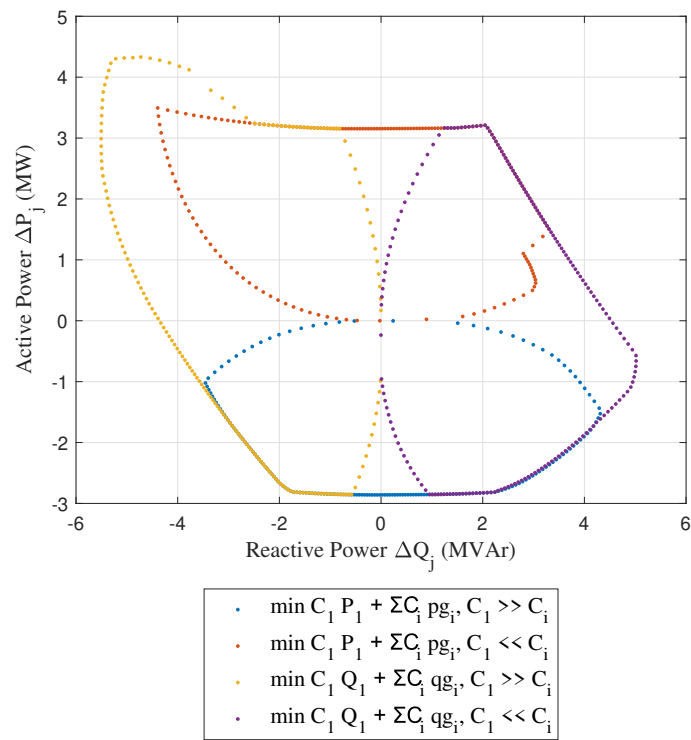 5
4
3
2
1
0
-1
-2
-3
Active Power ΔP_j (MW)
-6 -4 -2 0 2 4 6
Reactive Power ΔQ_j (MVAr)
min C_1 P_1 + ΣC_i pg_i, C_1 >> C_i
min C_1 P_1 + ΣC_i pg_i, C_1 << C_i
min C_1 Q_1 + ΣC_i qg_i, C_1 >> C_i
min C_1 Q_1 + ΣC_i qg_i, C_1 << C_i